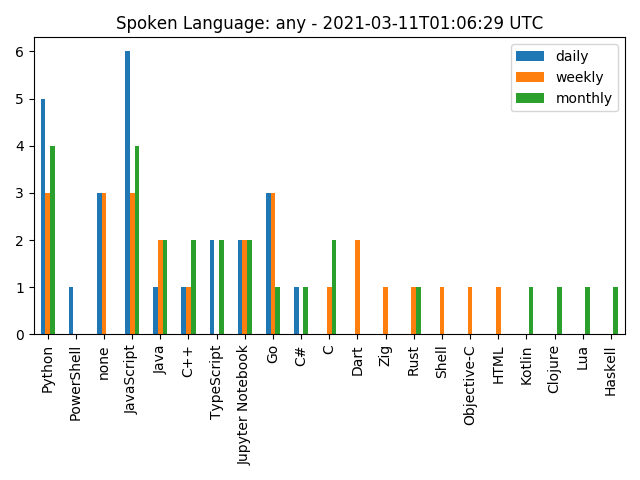 Spoken Language: any - 2021-03-11T01:06:29 UTC
daily
weekly
monthly
6
5
4
3
2
1
0
Python
PowerShell
none
JavaScript
Java
C++
TypeScript
Jupyter Notebook
Go
C#
C
Dart
Zig
Rust
Shell
Objective-C
HTML
Kotlin
Clojure
Lua
Haskell